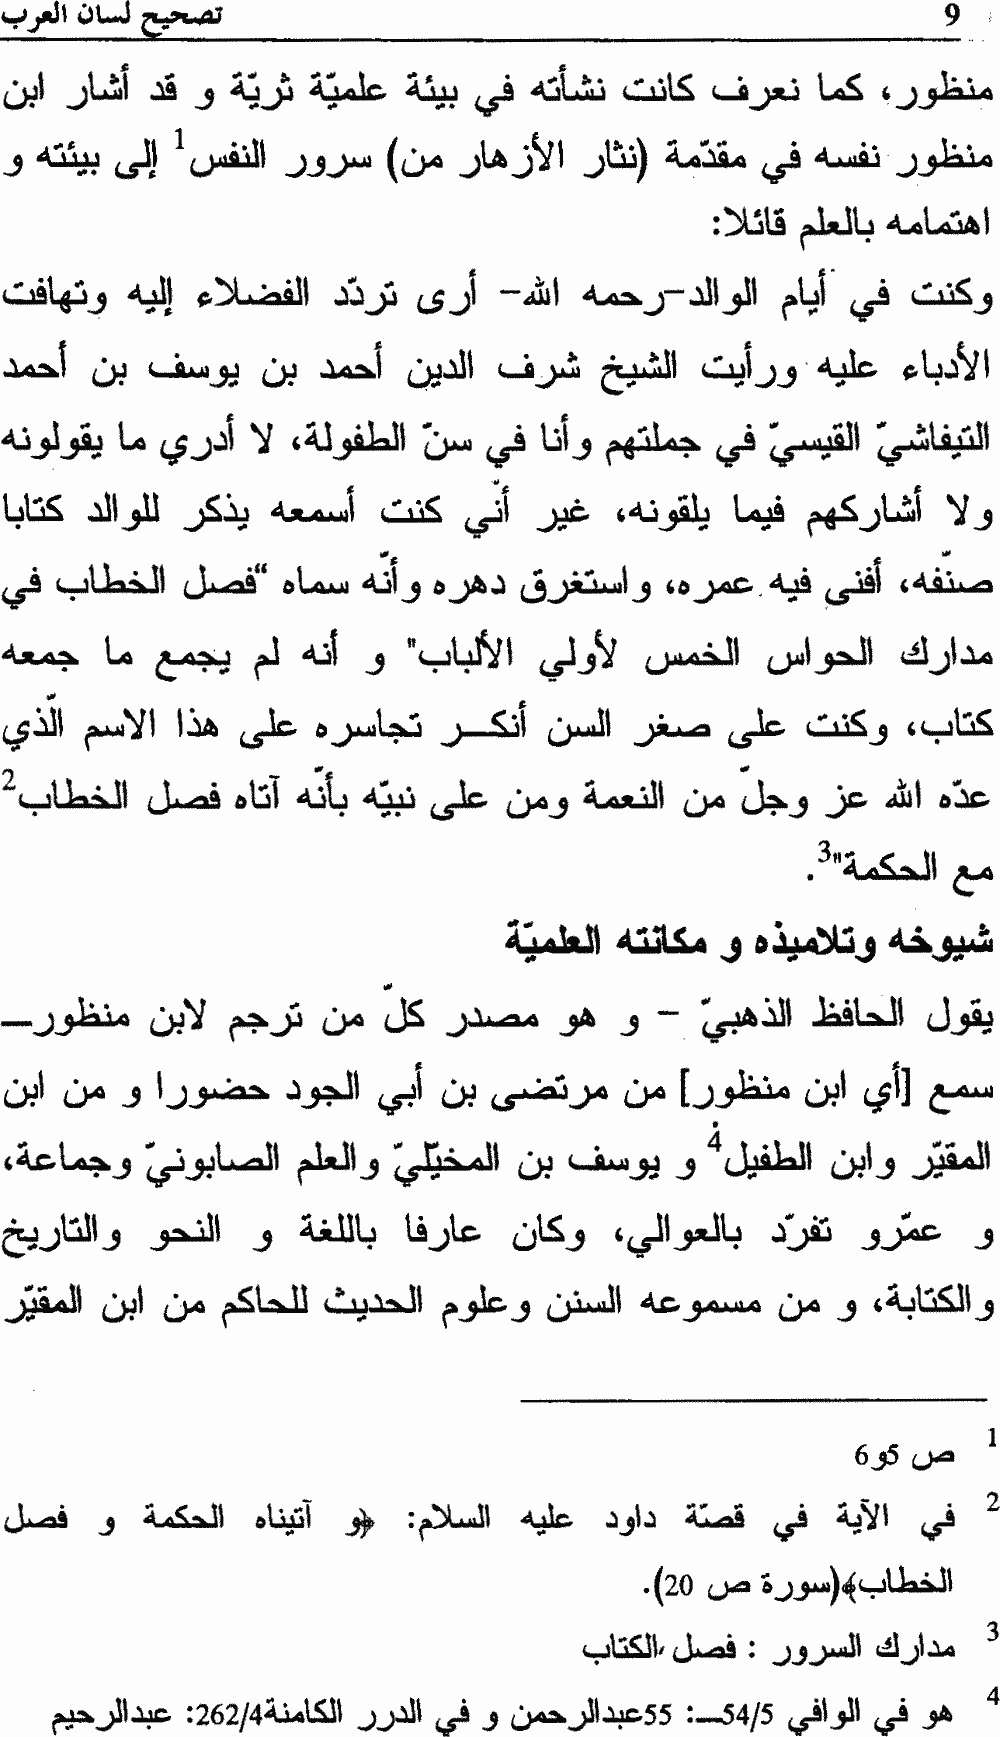 9 تصحيح لسان العرب
منظور، كما نعرف كانت نشأته في بيئة علميّة ثريّة و قد أشار ابن
منظور نفسه في مقدّمة (نثار الأزهار من) سرور النفس1 إلى بيئته و
اهتمامه بالعلم قائلا:
وكنت في أيام الوالد-رحمه الله- أرى تردّد الفضلاء إليه وتهافت
الأدباء عليه ورأيت الشيخ شرف الدين أحمد بن يوسف بن أحمد
التيفاشيّ القيسيّ في جملتهم وأنا في سنّ الطفولة، لا أدري ما يقولونه
ولا أشاركهم فيما يلقونه، غير أنّي كنت أسمعه يذكر للوالد كتابا
صنّفه، أفنى فيه عمره، واستغرق دهره وأنّه سماه “فصل الخطاب في
مدارك الحواس الخمس لأولي الألباب" و أنه لم يجمع ما جمعه
كتاب، وكنت على صغر السن أنكـــر تجاسره على هذا الاسم الّذي
عدّه الله عز وجلّ من النعمة ومن على نبيّه بأنّه آتاه فصل الخطاب2
مع الحكمة"3.
شيوخه وتلاميذه و مكانته العلميّة
يقول الحافظ الذهبيّ - و هو مصدر كلّ من ترجم لابن منظورــ
سمع [أي ابن منظور] من مرتضى بن أبي الجود حضورا و من ابن
المقيّر وابن الطفيل4 و يوسف بن المخيّليّ والعلم الصابونيّ وجماعة،
و عمّرو تفرّد بالعوالي، وكان عارفا باللغة و النحو والتاريخ
والكتابة، و من مسموعه السنن وعلوم الحديث للحاكم من ابن المقيّر
1 ص 5و6
2 في الآية في قصّة داود عليه السلام: ﴿و آتيناه الحكمة و فصل
الخطاب﴾(سورة ص 20).
3 مدارك السرور : فصل الكتاب
4 هو في الوافي 54/5ــ: 55عبدالرحمن و في الدرر الكامنة262/4: عبدالرحيم